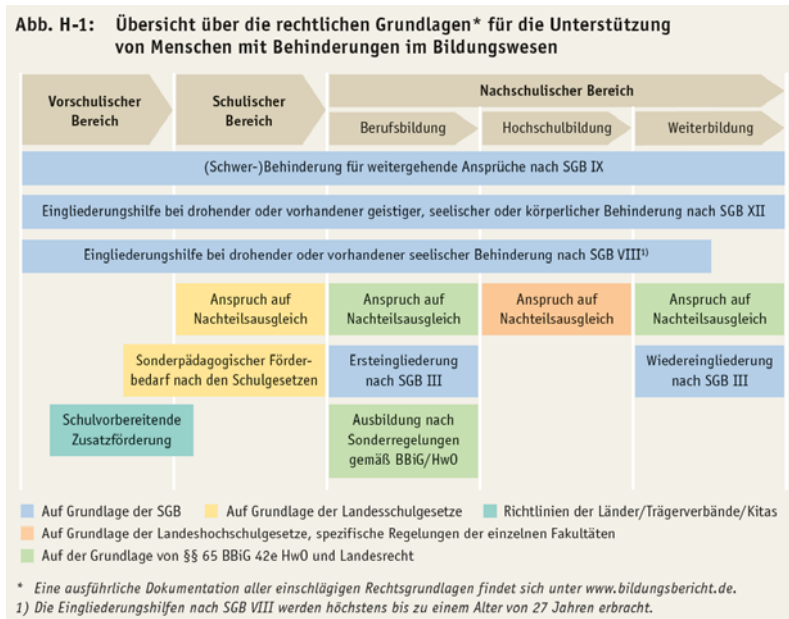 Abb. H-1: Übersicht über die rechtlichen Grundlagen* für die Unterstützung
von Menschen mit Behinderungen im Bildungswesen
Vorschulischer
Bereich
Schulischer
Bereich
Nachschulischer Bereich
Berufsbildung
Hochschulbildung
Weiterbildung
(Schwer-)Behinderung für weitergehende Ansprüche nach SGB IX
Eingliederungshilfe bei drohender oder vorhandener geistiger, seelischer oder körperlicher Behinderung nach SGB XII
Eingliederungshilfe bei drohender oder vorhandener seelischer Behinderung nach SGB VIII¹⁾
Anspruch auf
Nachteilsausgleich
Anspruch auf
Nachteilsausgleich
Anspruch auf
Nachteilsausgleich
Anspruch auf
Nachteilsausgleich
Sonderpädagogischer Förder-
bedarf nach den Schulgesetzen
Ersteingliederung
nach SGB III
Wiedereingliederung
nach SGB III
Schulvorbereitende
Zusatzförderung
Ausbildung nach
Sonderregelungen
gemäß BBiG/HwO
Auf Grundlage der SGB
Auf Grundlage der Landesschulgesetze
Richtlinien der Länder/Trägerverbände/Kitas
Auf Grundlage der Landeshochschulgesetze, spezifische Regelungen der einzelnen Fakultäten
Auf der Grundlage von §§ 65 BBiG 42e HwO und Landesrecht
* Eine ausführliche Dokumentation aller einschlägigen Rechtsgrundlagen findet sich unter www.bildungsbericht.de.
1) Die Eingliederungshilfen nach SGB VIII werden höchstens bis zu einem Alter von 27 Jahren erbracht.